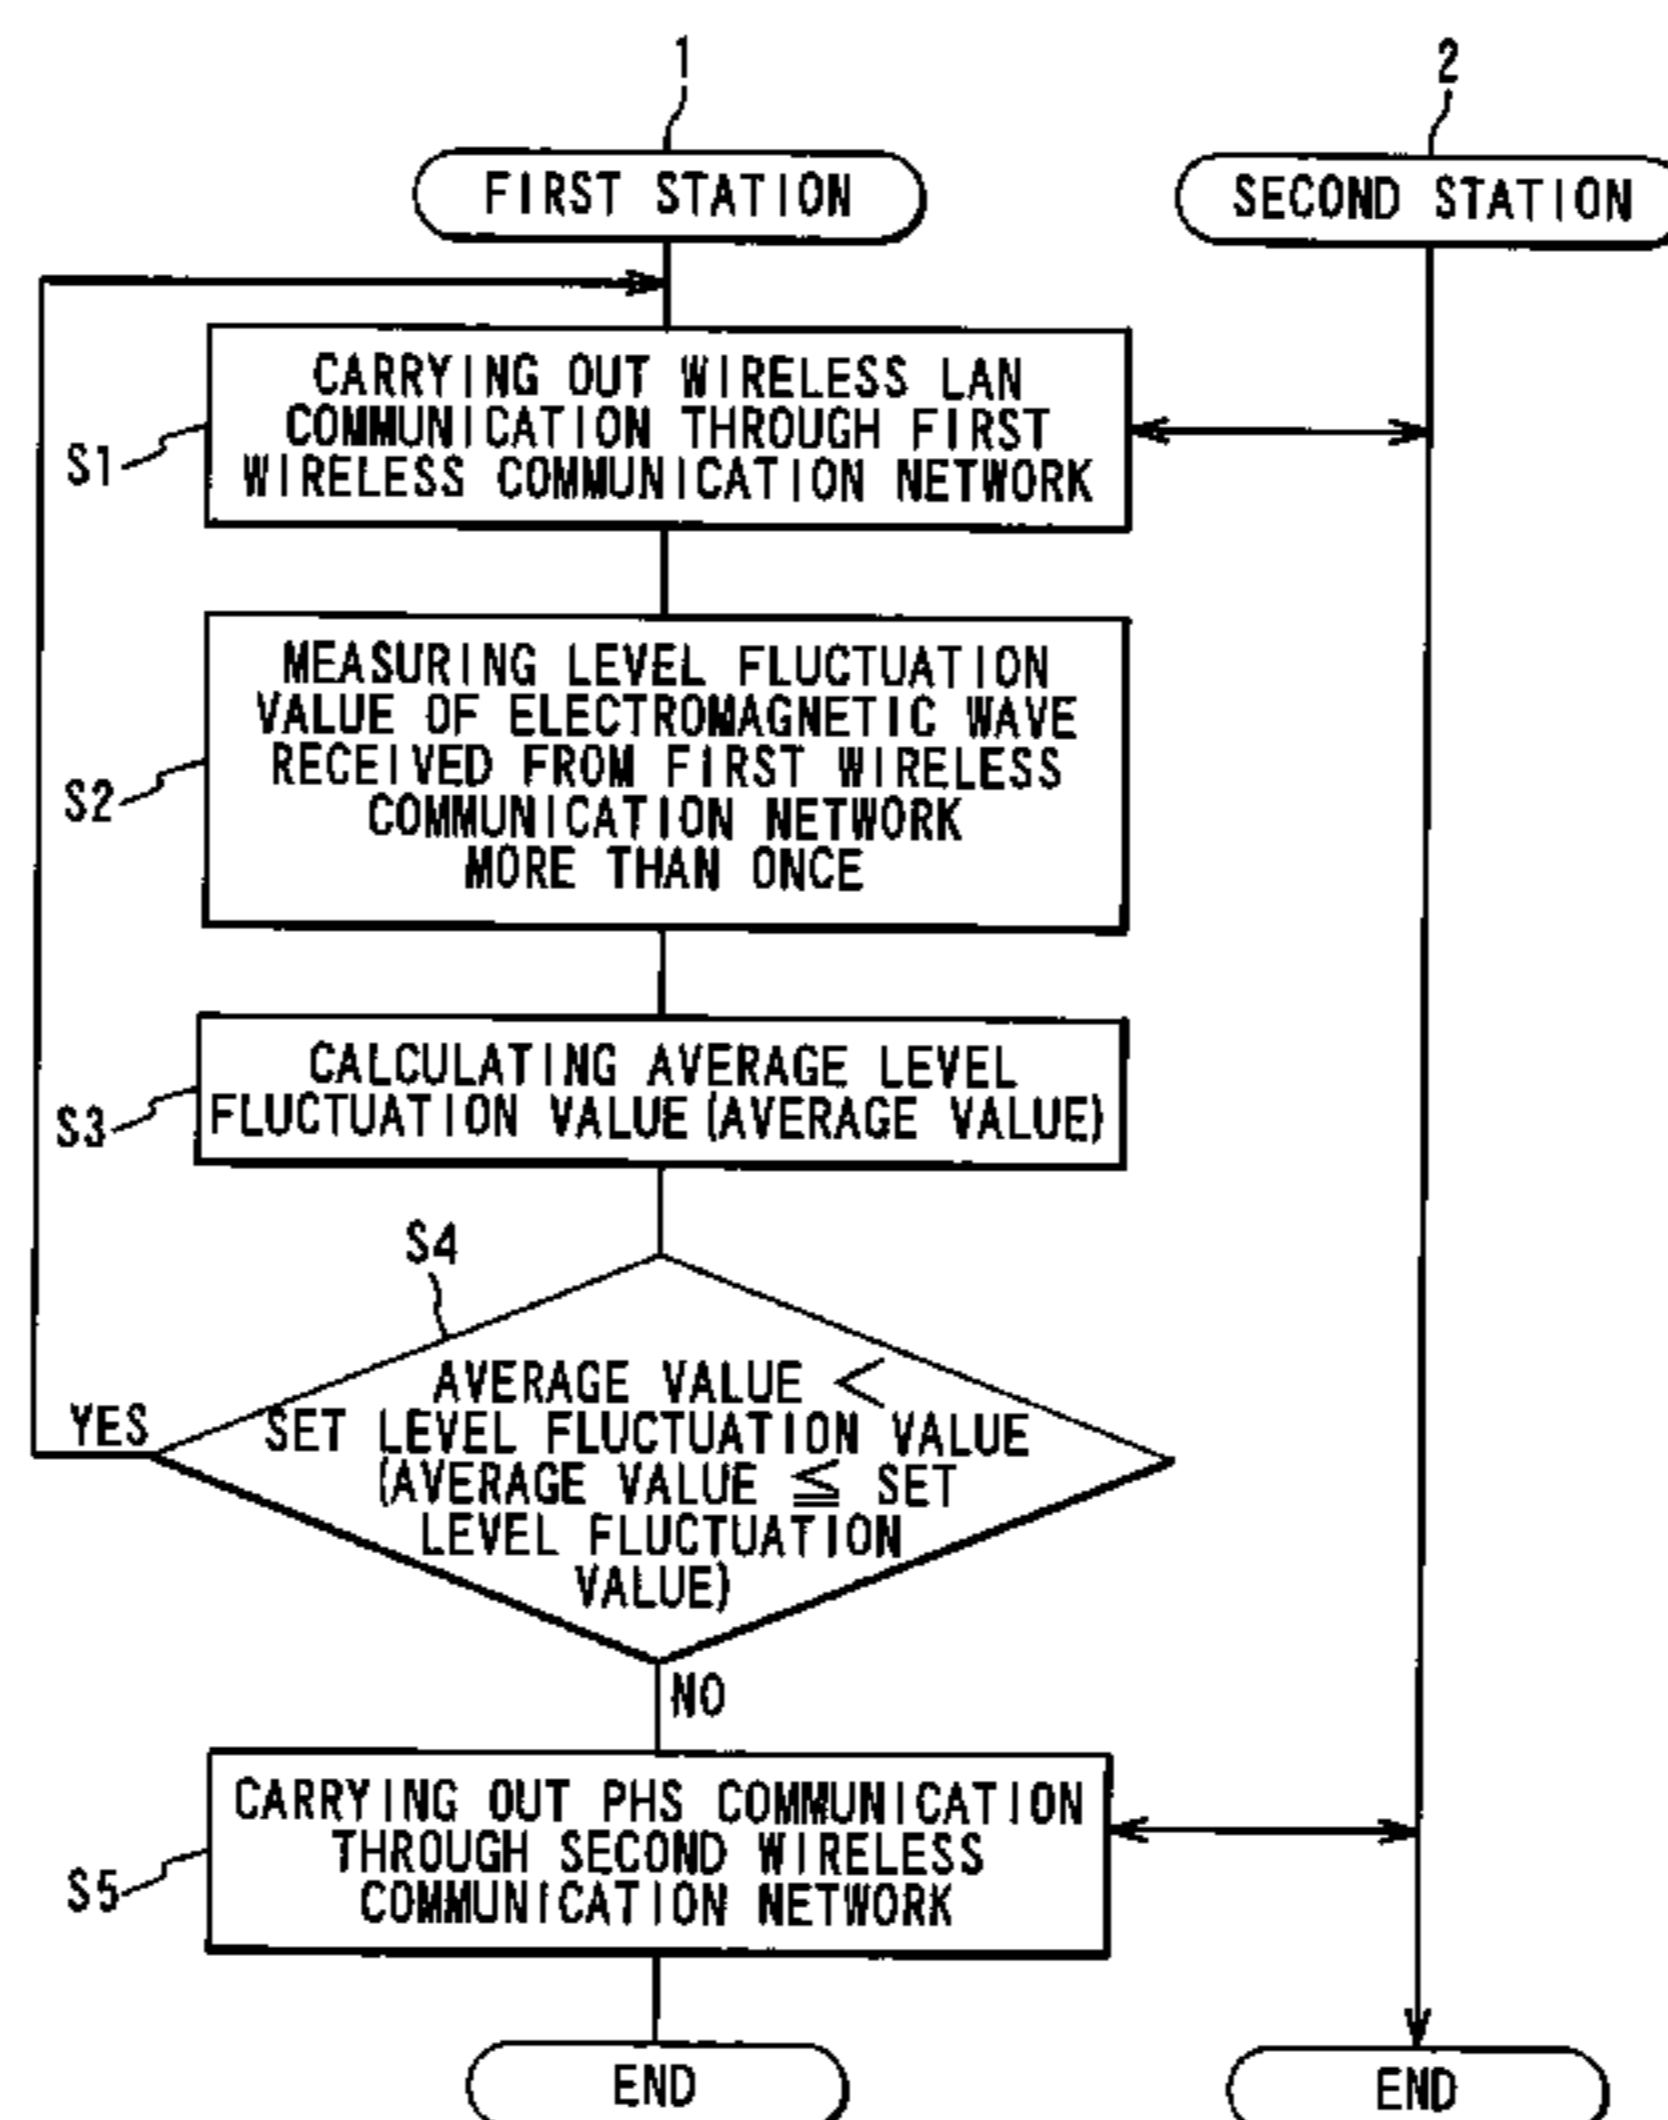 1
2
FIRST STATION
SECOND STATION
S1
CARRYING OUT WIRELESS LAN
COMMUNICATION THROUGH FIRST
WIRELESS COMMUNICATION NETWORK
S2
MEASURING LEVEL FLUCTUATION
VALUE OF ELECTROMAGNETIC WAVE
RECEIVED FROM FIRST WIRELESS
COMMUNICATION NETWORK
MORE THAN ONCE
S3
CALCULATING AVERAGE LEVEL
FLUCTUATION VALUE (AVERAGE VALUE)
S4
AVERAGE VALUE <
SET LEVEL FLUCTUATION VALUE
(AVERAGE VALUE ≦ SET
LEVEL FLUCTUATION
VALUE)
YES
NO
S5
CARRYING OUT PHS COMMUNICATION
THROUGH SECOND WIRELESS
COMMUNICATION NETWORK
END
END